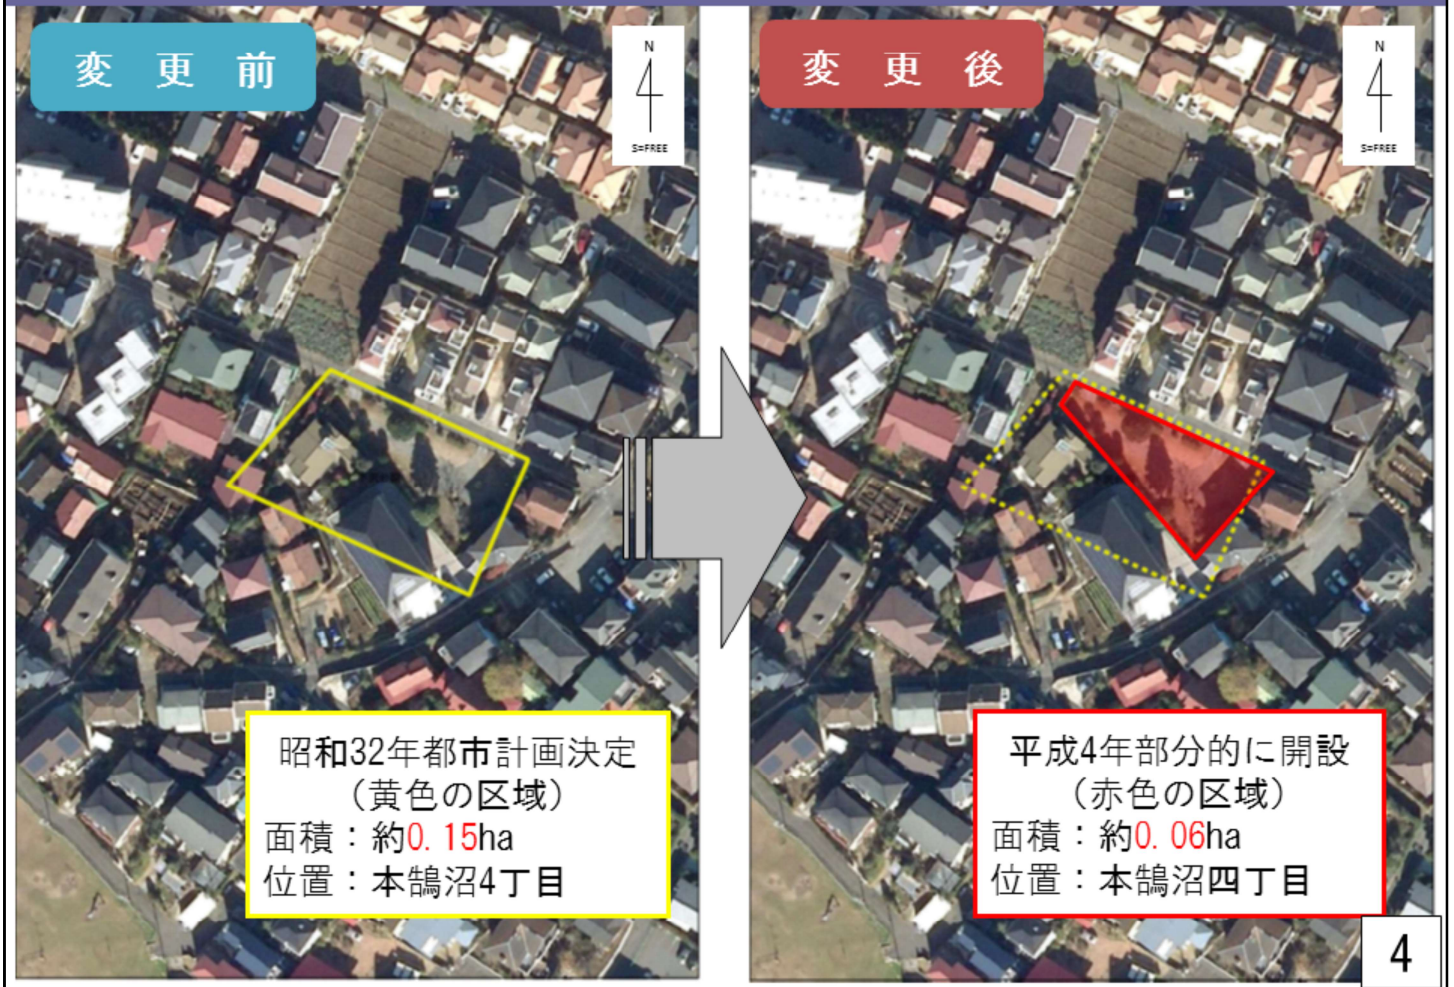 変更前
N
S=FREE
昭和32年都市計画決定
（黄色の区域）
面積：約0.15ha
位置：本鵠沼4丁目
変更後
N
S=FREE
平成4年部分的に開設
（赤色の区域）
面積：約0.06ha
位置：本鵠沼四丁目
4